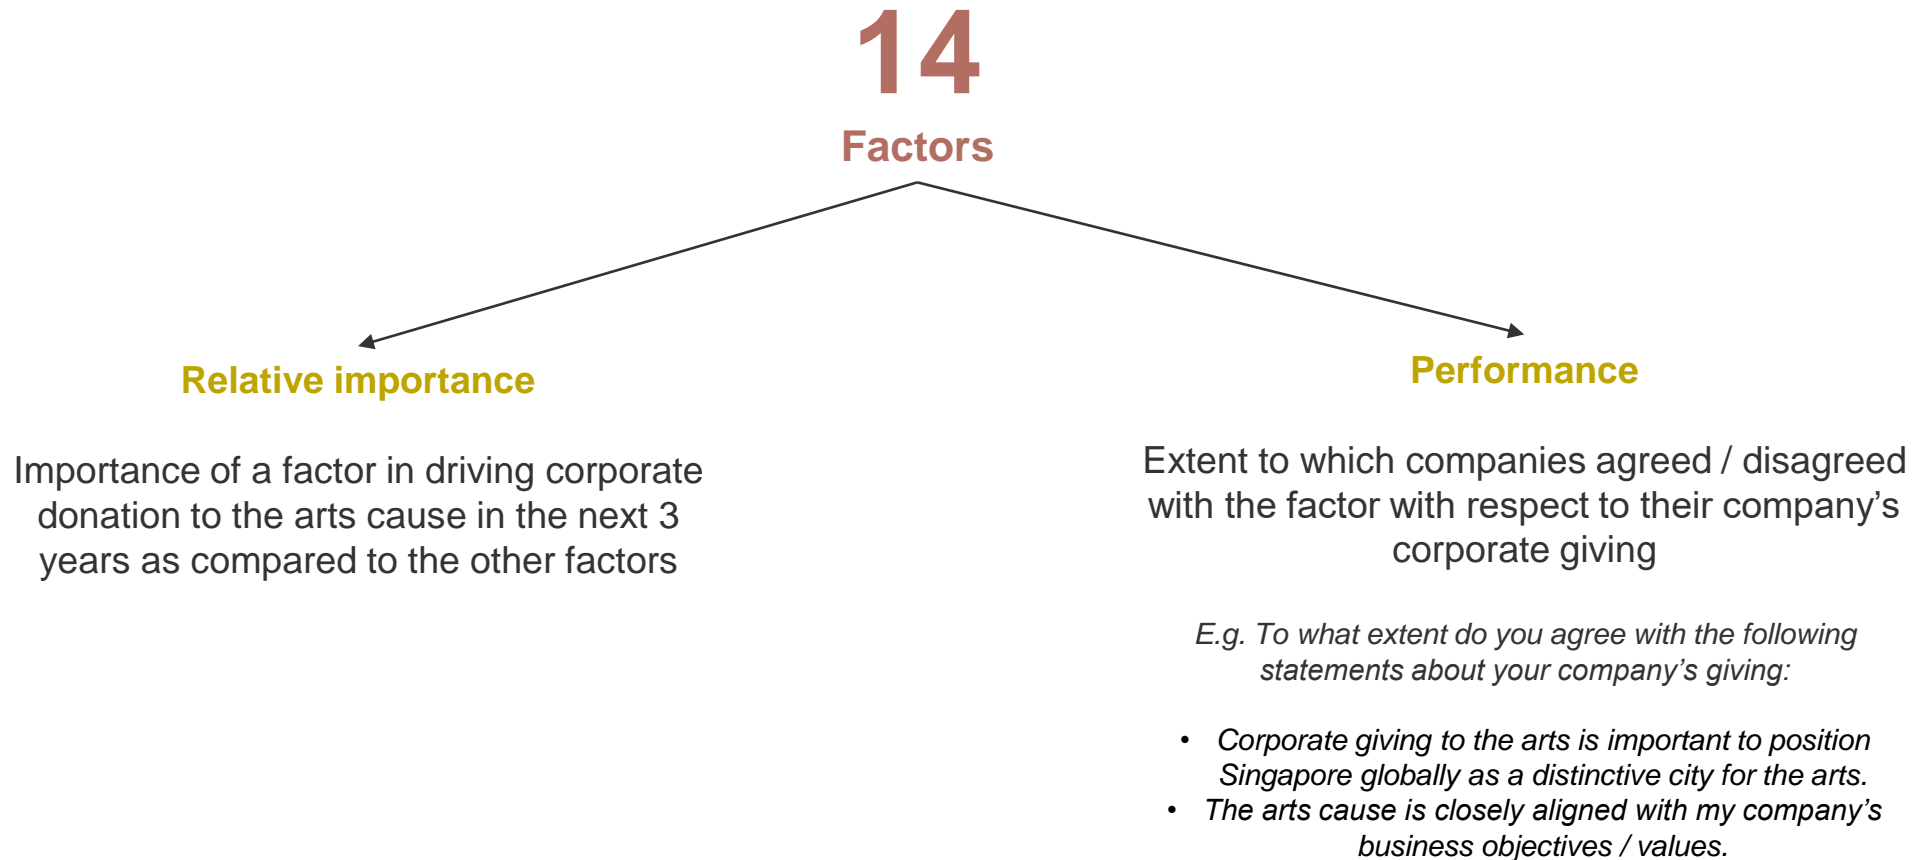 14
Factors
Relative importance
Importance of a factor in driving corporate
donation to the arts cause in the next 3
years as compared to the other factors
Performance
Extent to which companies agreed / disagreed
with the factor with respect to their company’s
corporate giving
E.g. To what extent do you agree with the following
statements about your company’s giving:
• Corporate giving to the arts is important to position
Singapore globally as a distinctive city for the arts.
• The arts cause is closely aligned with my company’s
business objectives / values.